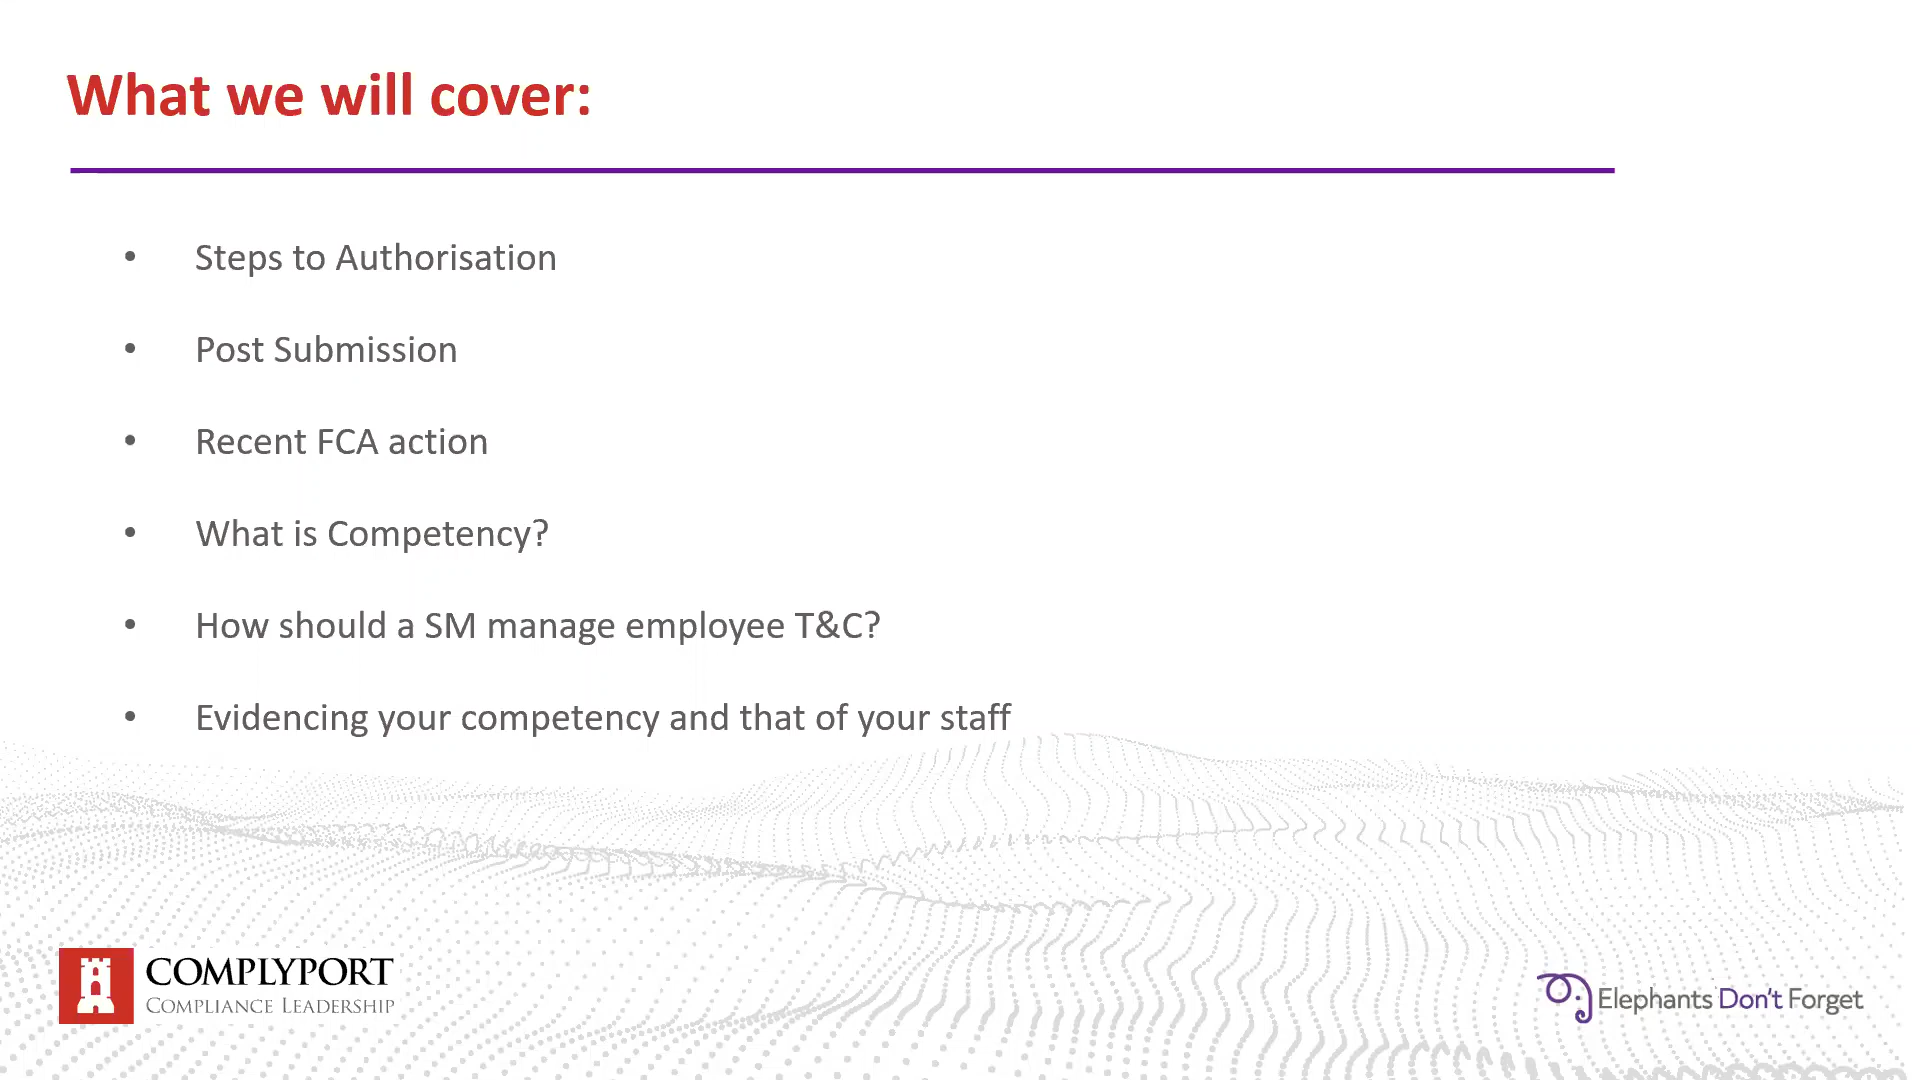 What we will cover:
• Steps to Authorisation
• Post Submission
• Recent FCA action
• What is Competency?
• How should a SM manage employee T&C?
• Evidencing your competency and that of your staff
COMPLYPORT
COMPLIANCE LEADERSHIP
Elephants Don't Forget